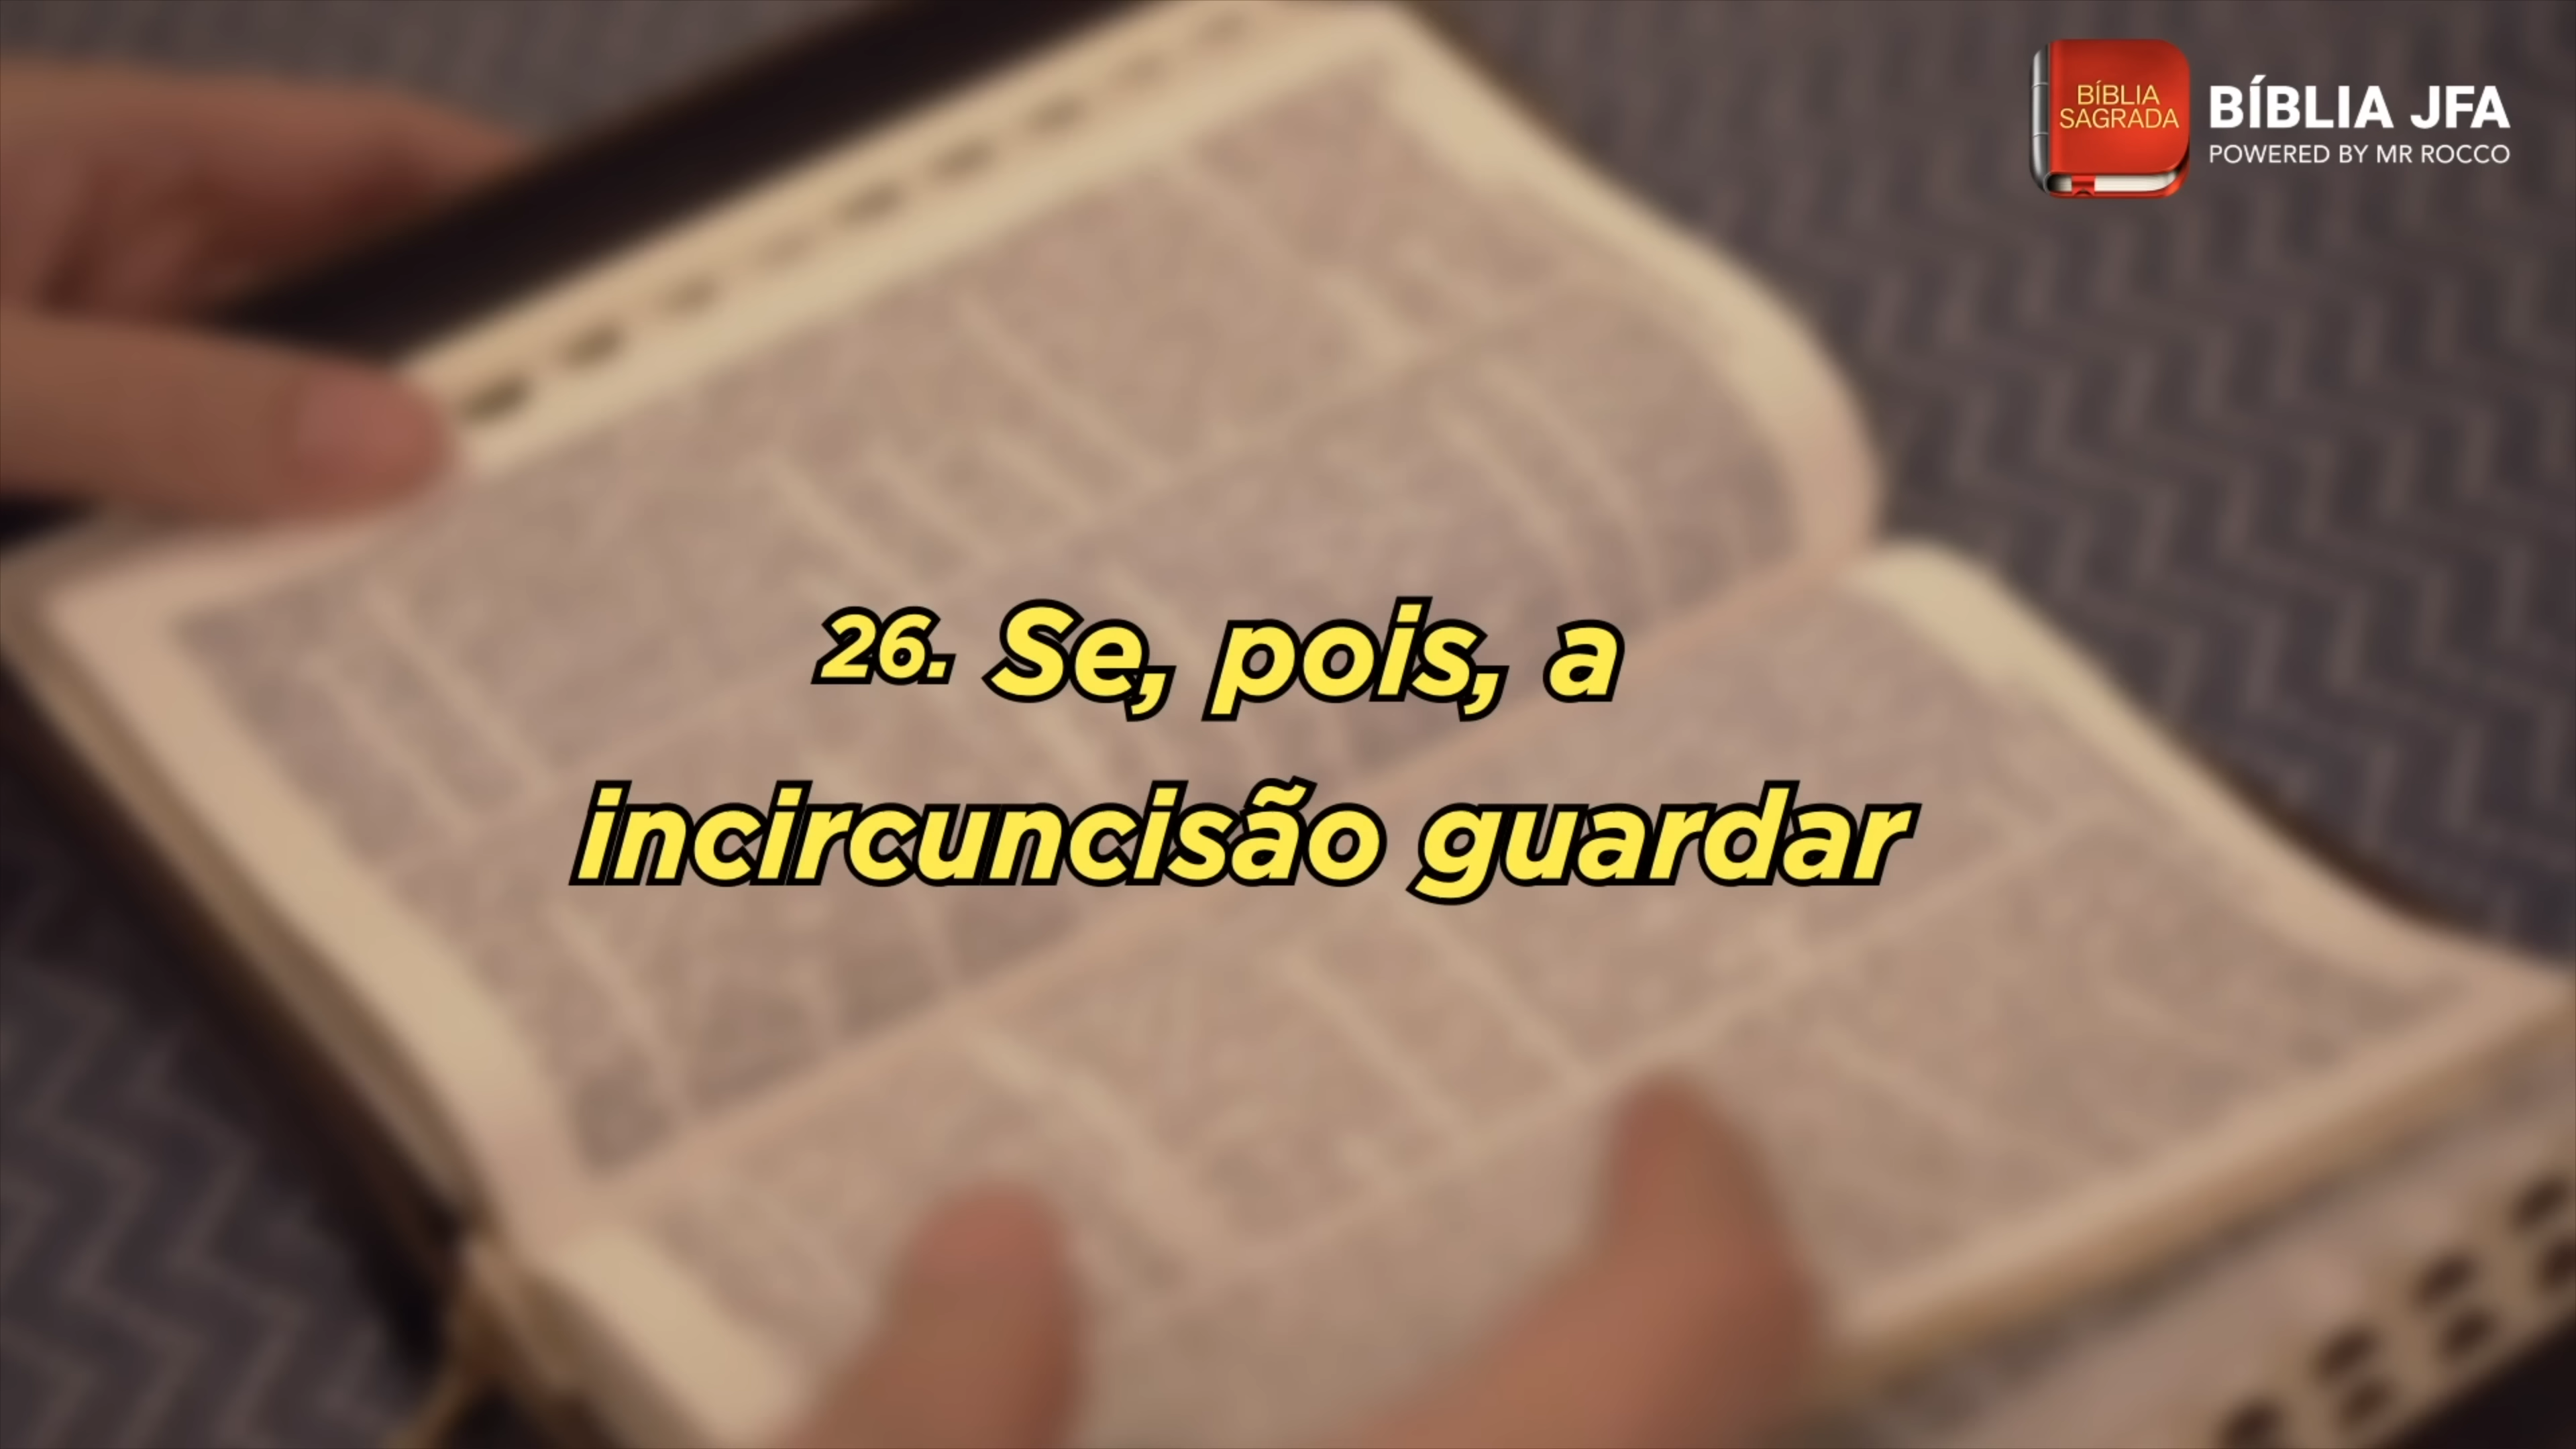 BÍBLIA
SAGRADA
BÍBLIA JFA
POWERED BY MR ROCCO
26. Se, pois, a
incircuncisão guardar